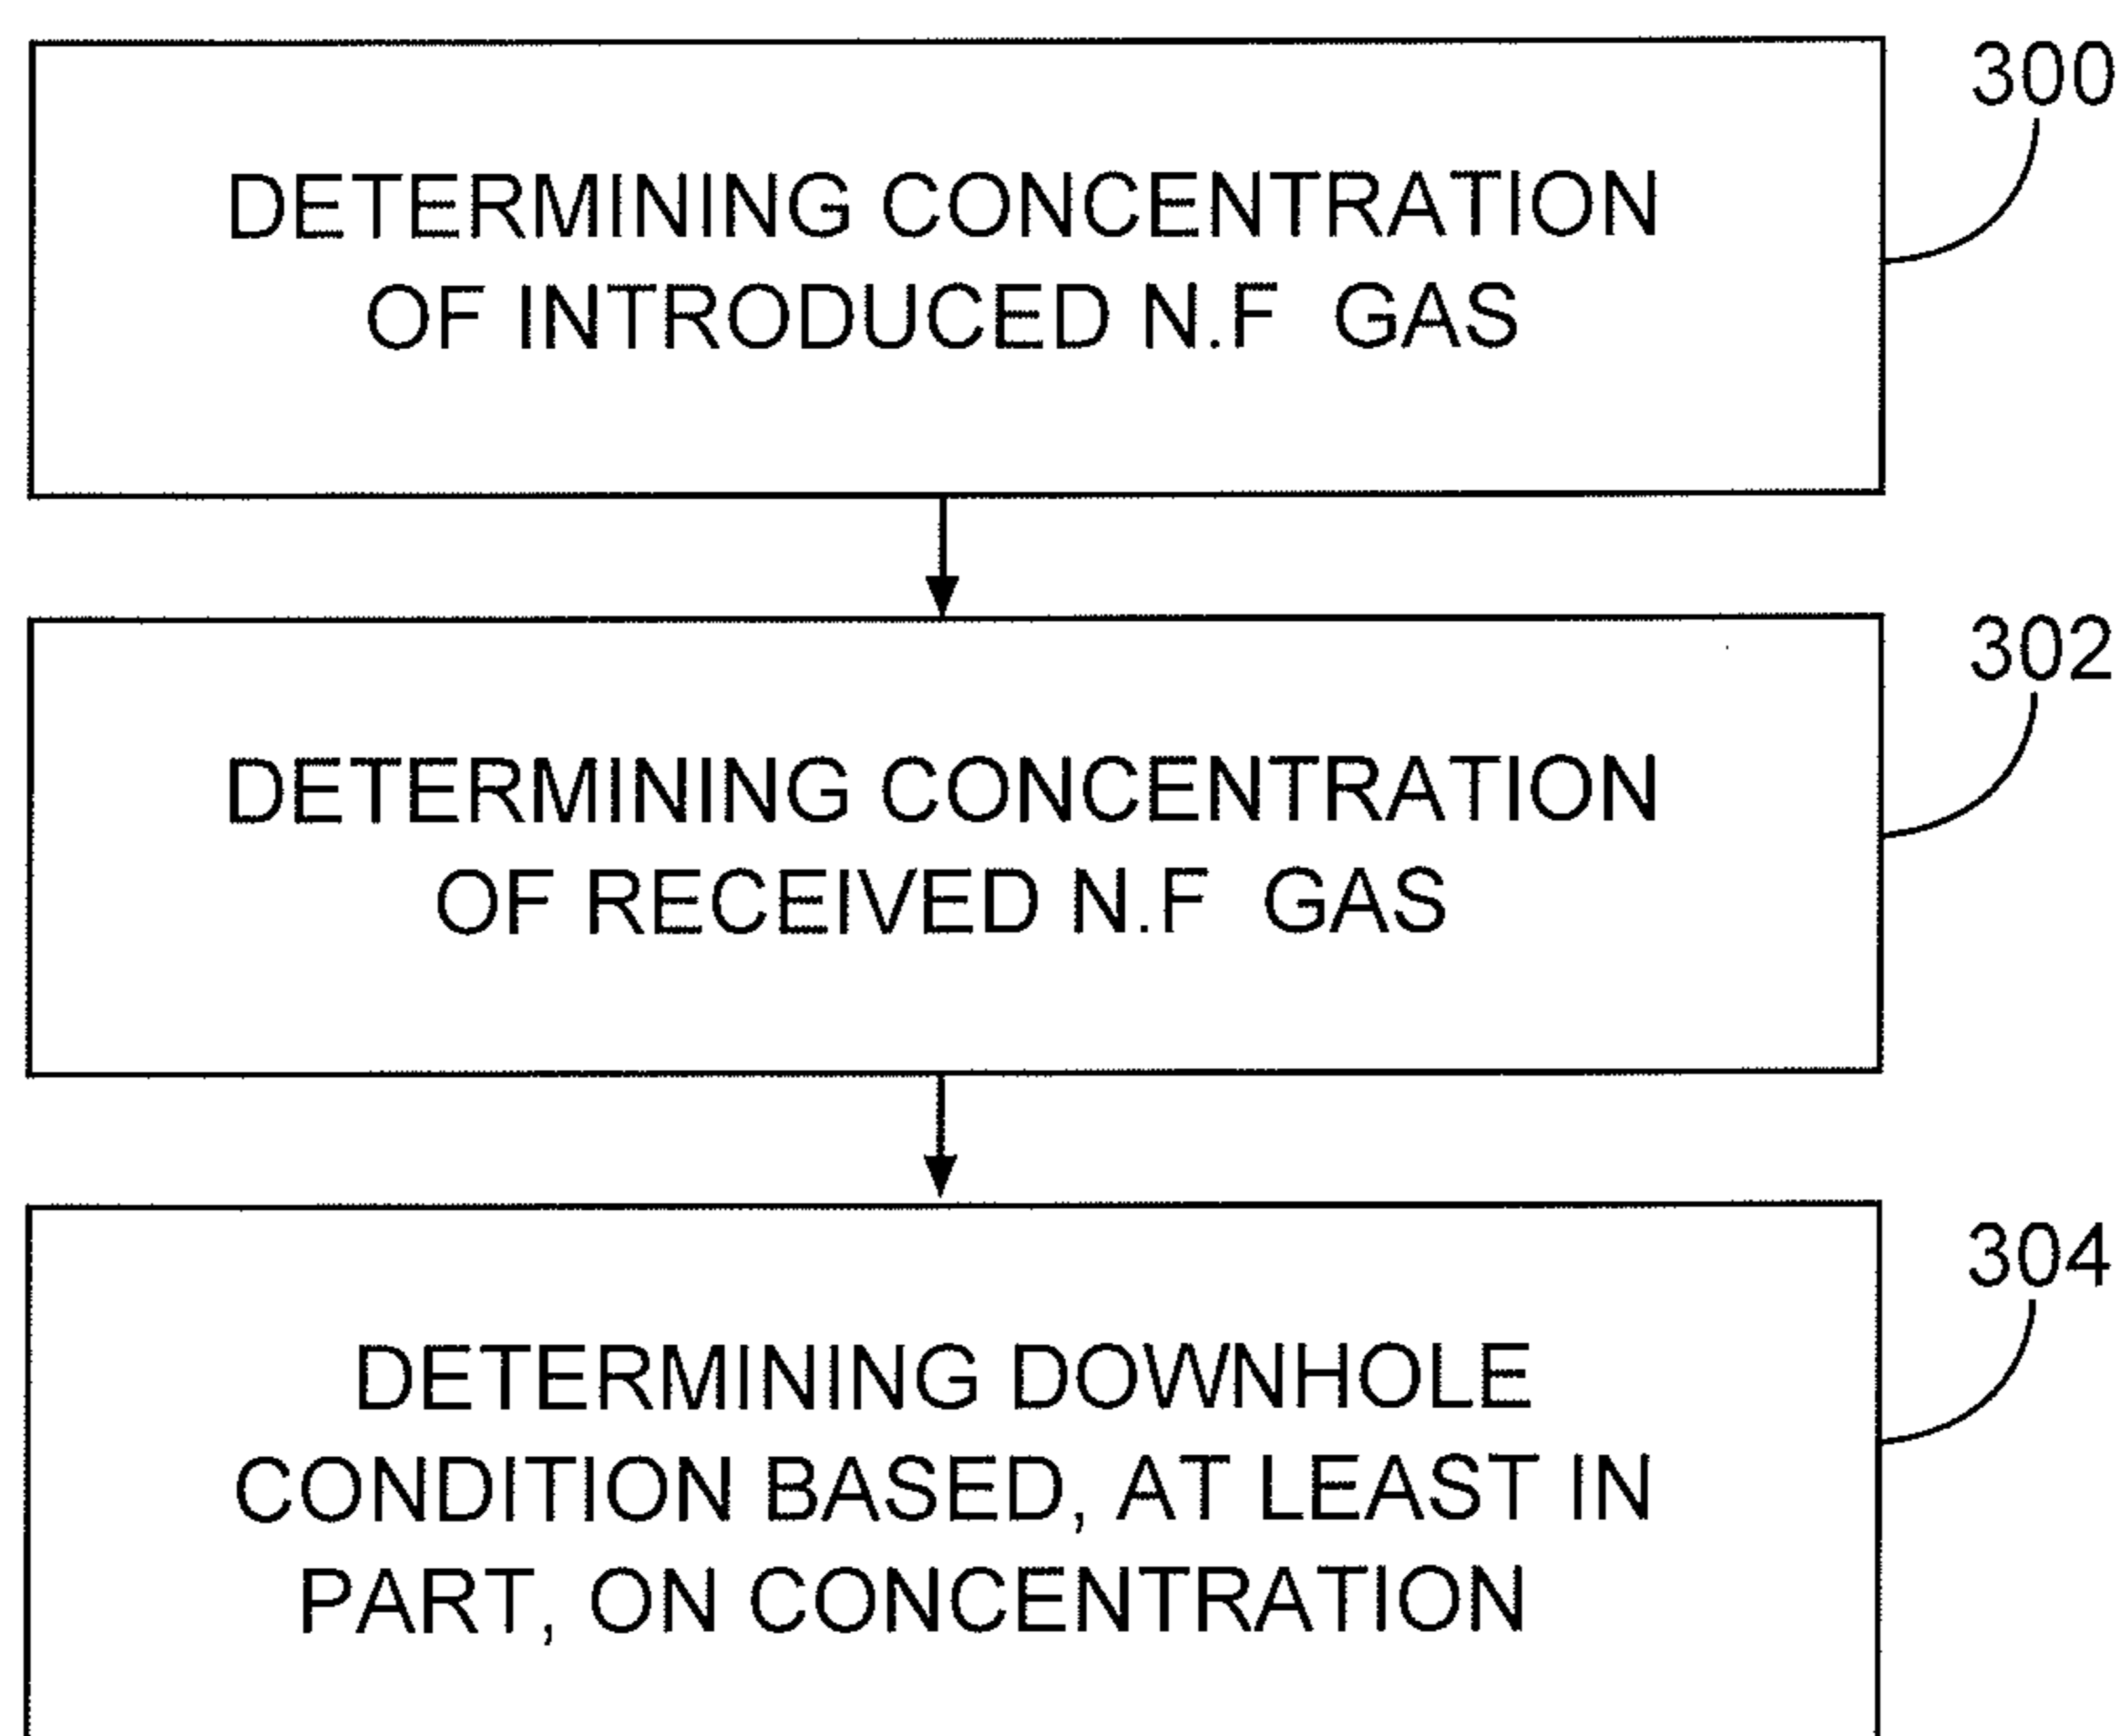 300
DETERMINING CONCENTRATION
OF INTRODUCED N.F GAS
302
DETERMINING CONCENTRATION
OF RECEIVED N.F GAS
304
DETERMINING DOWNHOLE
CONDITION BASED, AT LEAST IN
PART, ON CONCENTRATION